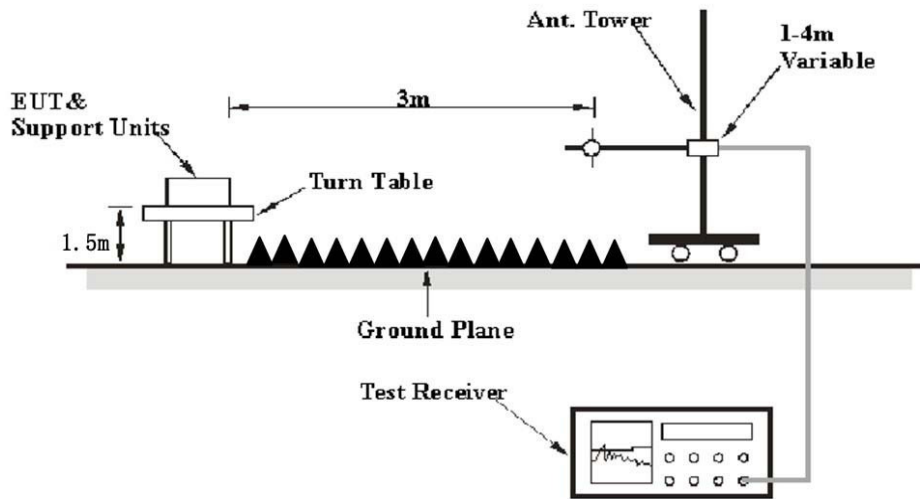 Ant. Tower
1-4m
Variable
3m
EUT&
Support Units
Turn Table
1.5m
Ground Plane
Test Receiver